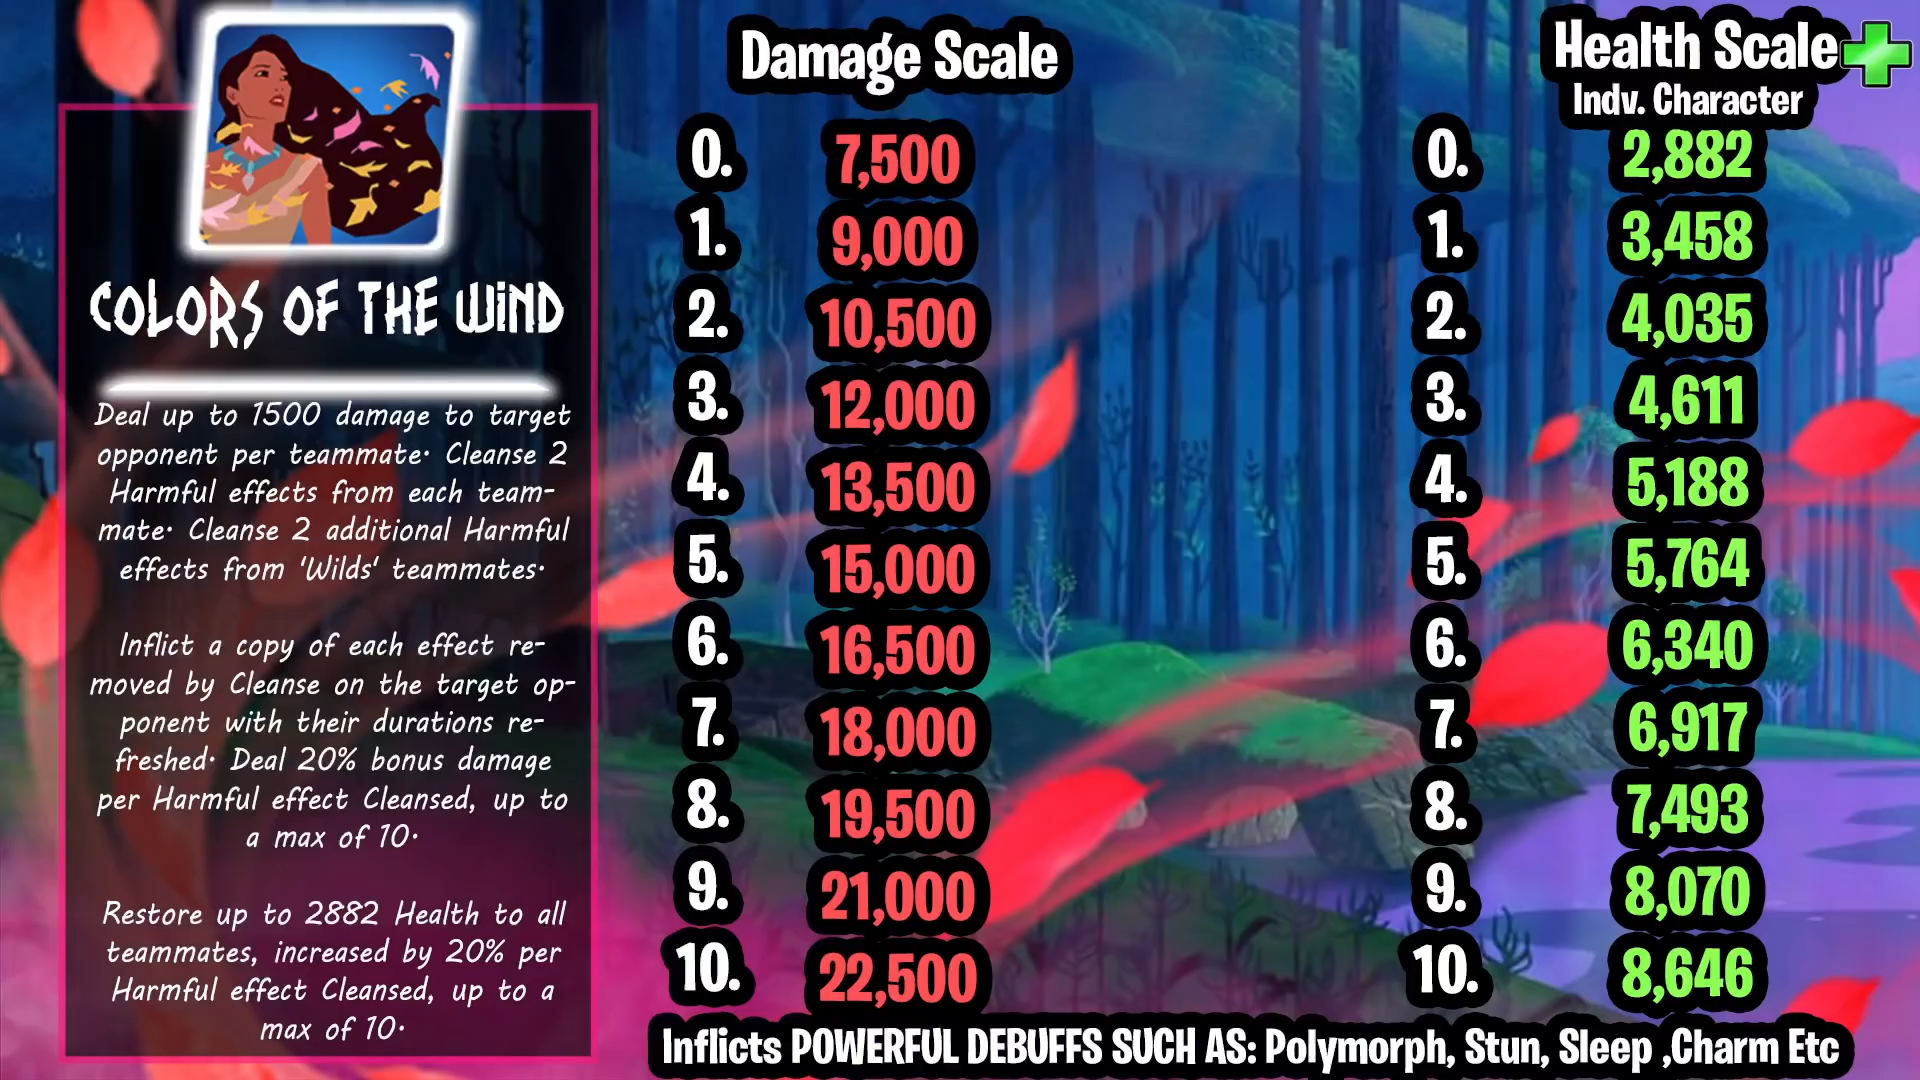 COLORS OF THE WiND
Deal up to 1500 damage to target
opponent per teammate· Cleanse 2
Harmful effects from each team-
mate· Cleanse 2 additional Harmful
effects from 'Wilds' teammates·
Inflict a copy of each effect re-
moved by Cleanse on the target op-
ponent with their durations re-
freshed· Deal 20% bonus damage
per Harmful effect Cleansed, up to
a max of 10·
Restore up to 2882 Health to all
teammates, increased by 20% per
Harmful effect Cleansed, up to a
max of 10·
Damage Scale
0. 7,500
1. 9,000
2. 10,500
3. 12,000
4. 13,500
5. 15,000
6. 16,500
7. 18,000
8. 19,500
9. 21,000
10. 22,500
Health Scale
Indv. Character
0. 2,882
1. 3,458
2. 4,035
3. 4,611
4. 5,188
5. 5,764
6. 6,340
7. 6,917
8. 7,493
9. 8,070
10. 8,646
Inflicts POWERFUL DEBUFFS SUCH AS: Polymorph, Stun, Sleep ,Charm Etc